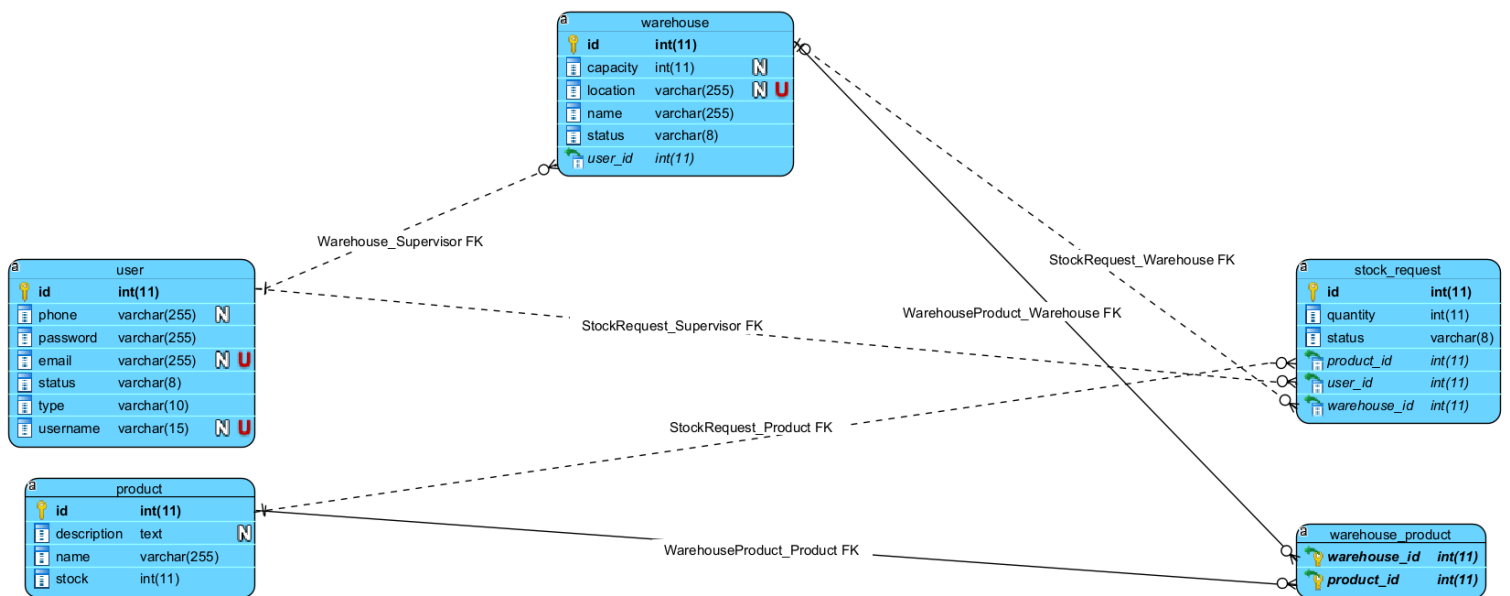 a
warehouse
id int(11)
capacity int(11) N
location varchar(255) N U
name varchar(255)
status varchar(8)
user_id int(11)
Warehouse_Supervisor FK
a
user
id int(11)
phone varchar(255) N
password varchar(255)
email varchar(255) N U
status varchar(8)
type varchar(10)
username varchar(15) N U
StockRequest_Warehouse FK
WarehouseProduct_Warehouse FK
StockRequest_Supervisor FK
a
stock_request
id int(11)
quantity int(11)
status varchar(8)
product_id int(11)
user_id int(11)
warehouse_id int(11)
StockRequest_Product FK
a
product
id int(11)
description text N
name varchar(255)
stock int(11)
WarehouseProduct_Product FK
a
warehouse_product
warehouse_id int(11)
product_id int(11)